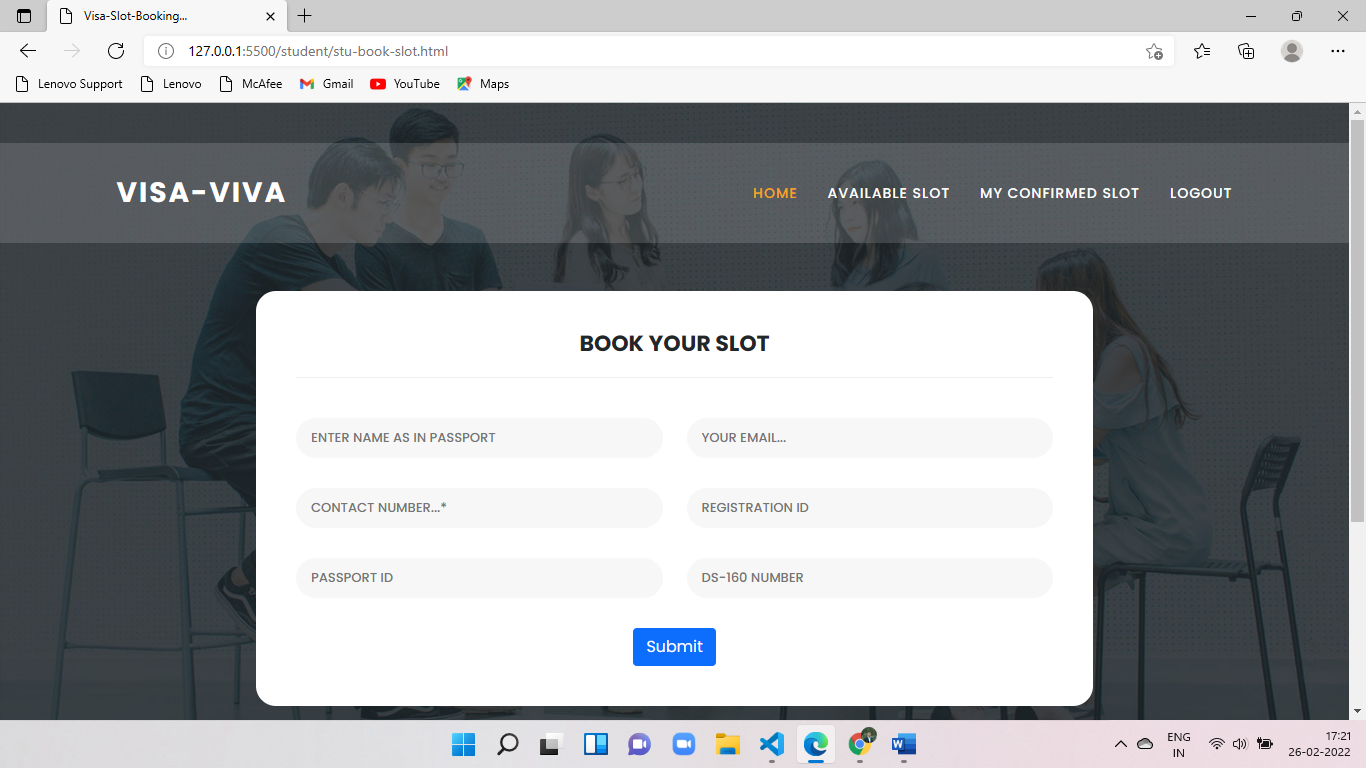 Visa-Slot-Booking...
127.0.0.1:5500/student/stu-book-slot.html
Lenovo Support Lenovo McAfee Gmail YouTube Maps
VISA-VIVA HOME AVAILABLE SLOT MY CONFIRMED SLOT LOGOUT
BOOK YOUR SLOT
ENTER NAME AS IN PASSPORT YOUR EMAIL...
CONTACT NUMBER...* REGISTRATION ID
PASSPORT ID DS-160 NUMBER
Submit
ENG 17:21
IN 26-02-2022